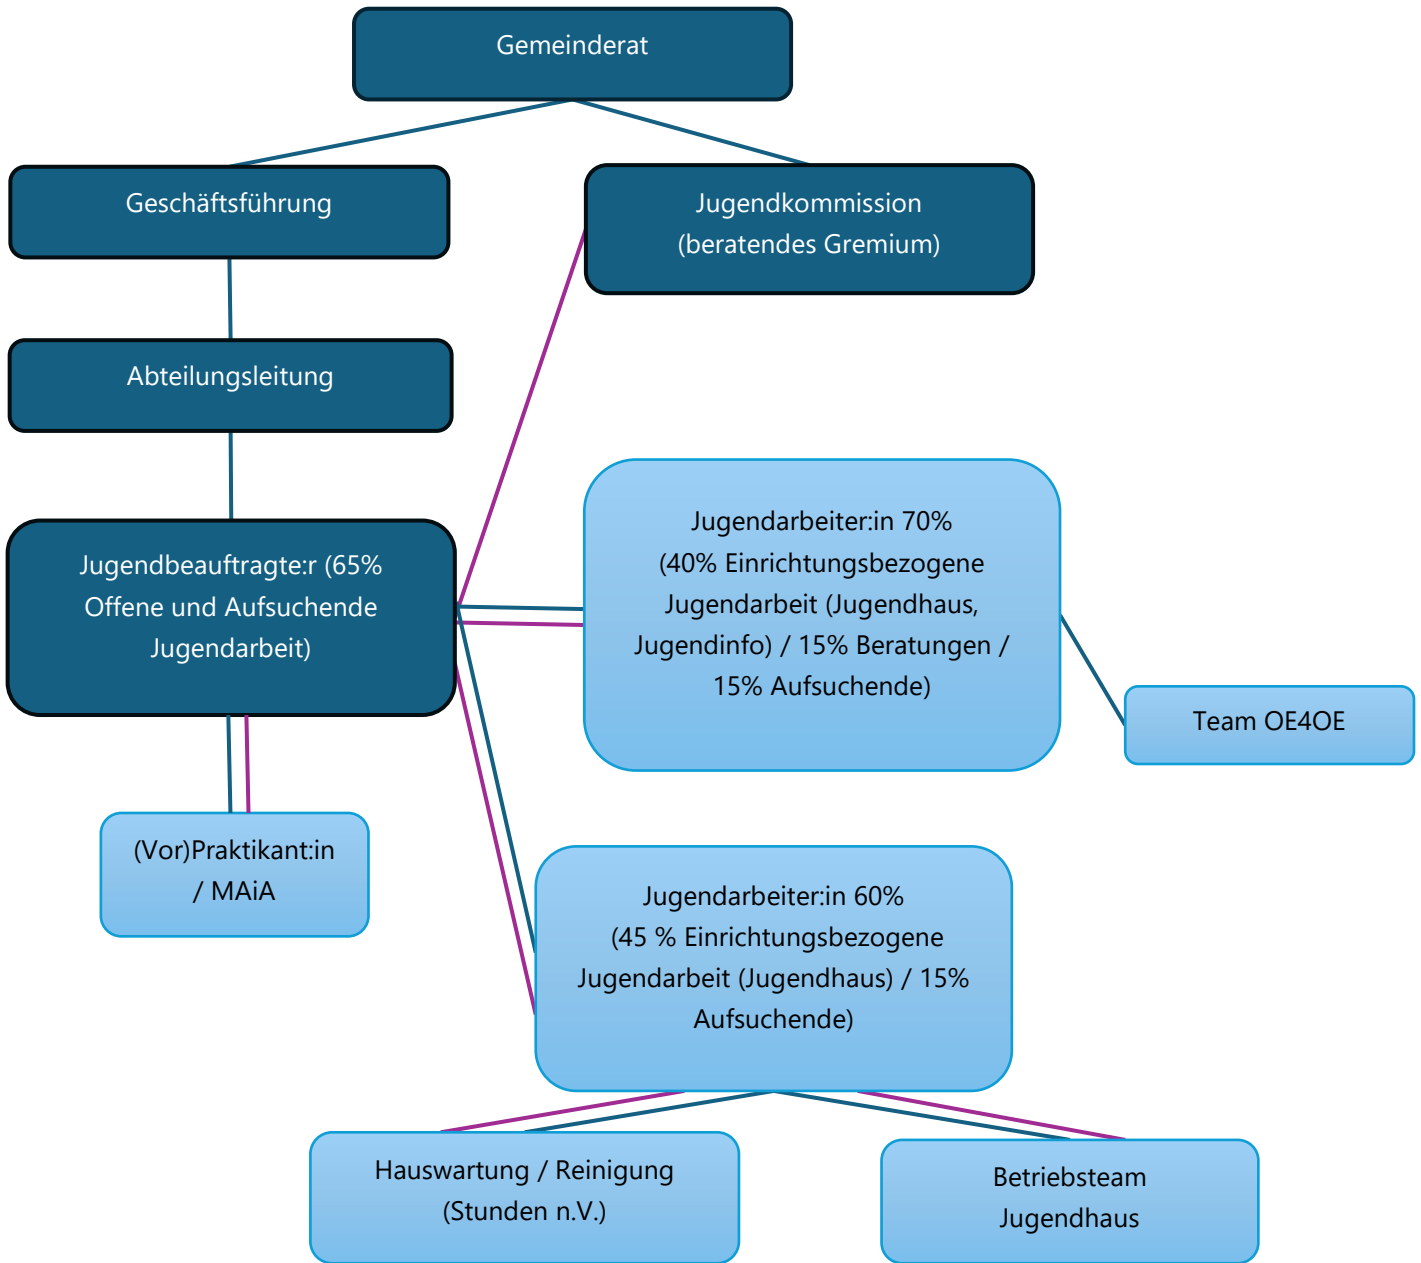 Gemeinderat
Geschäftsführung
Jugendkommission
(beratendes Gremium)
Abteilungsleitung
Jugendbeauftragte:r (65%
Offene und Aufsuchende
Jugendarbeit)
Jugendarbeiter:in 70%
(40% Einrichtungsbezogene
Jugendarbeit (Jugendhaus,
Jugendinfo) / 15% Beratungen /
15% Aufsuchende)
Team OE4OE
(Vor)Praktikant:in
/ MAiA
Jugendarbeiter:in 60%
(45 % Einrichtungsbezogene
Jugendarbeit (Jugendhaus) / 15%
Aufsuchende)
Hauswartung / Reinigung
(Stunden n.V.)
Betriebsteam
Jugendhaus